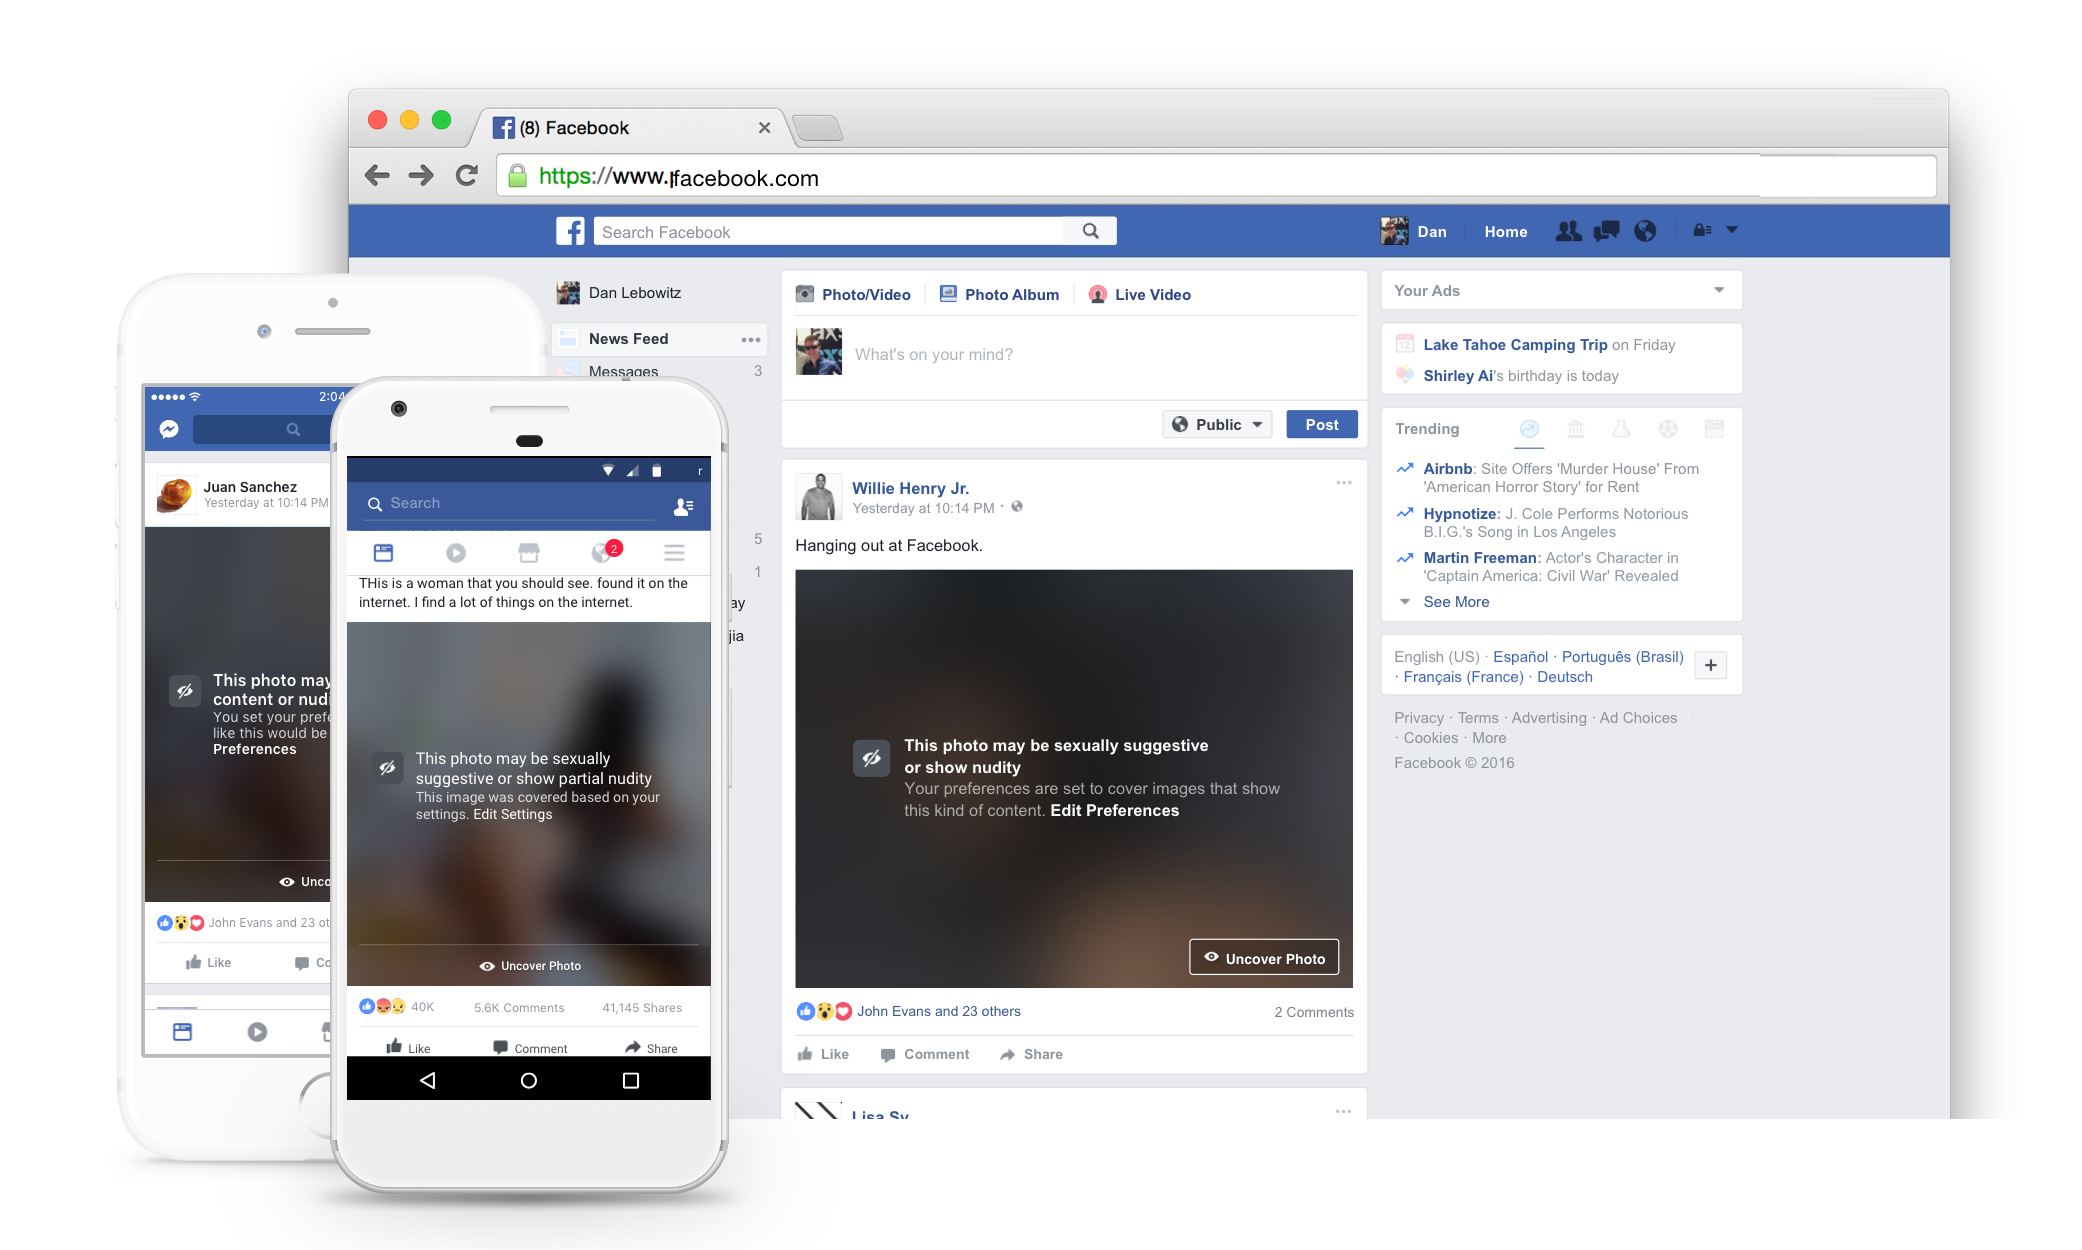 (8) Facebook
https://www.facebook.com
Search Facebook
Dan
Home
Dan Lebowitz
News Feed
Messages
3
5
1
ay
jia
Photo/Video
Photo Album
Live Video
What's on your mind?
Public
Post
Willie Henry Jr.
Yesterday at 10:14 PM ·
Hanging out at Facebook.
This photo may be sexually suggestive
or show nudity
Your preferences are set to cover images that show
this kind of content. Edit Preferences
Uncover Photo
John Evans and 23 others
2 Comments
Like
Comment
Share
Lisa Sy
Your Ads
12
Lake Tahoe Camping Trip on Friday
Shirley Ai's birthday is today
Trending
Airbnb: Site Offers 'Murder House' From
'American Horror Story' for Rent
Hypnotize: J. Cole Performs Notorious
B.I.G.'s Song in Los Angeles
Martin Freeman: Actor's Character in
'Captain America: Civil War' Revealed
See More
English (US) · Español · Português (Brasil)
· Français (France) · Deutsch
Privacy · Terms · Advertising · Ad Choices
· Cookies · More
Facebook © 2016
2:04
Juan Sanchez
Yesterday at 10:14 PM
This photo may
content or nudi
You set your prefe
like this would be
Preferences
Unco
John Evans and 23 ot
Like
Co
r
Search
2
THis is a woman that you should see. found it on the
internet. I find a lot of things on the internet.
This photo may be sexually
suggestive or show partial nudity
This image was covered based on your
settings. Edit Settings
Uncover Photo
40K
5.6K Comments
41,145 Shares
Like
Comment
Share